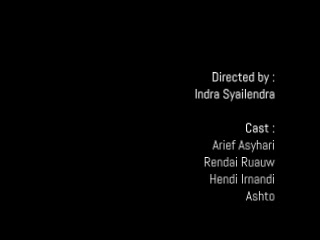 Directed by :
Indra Syailendra
Cast :
Arief Asyhari
Rendai Ruauw
Hendi Irnandi
Ashto